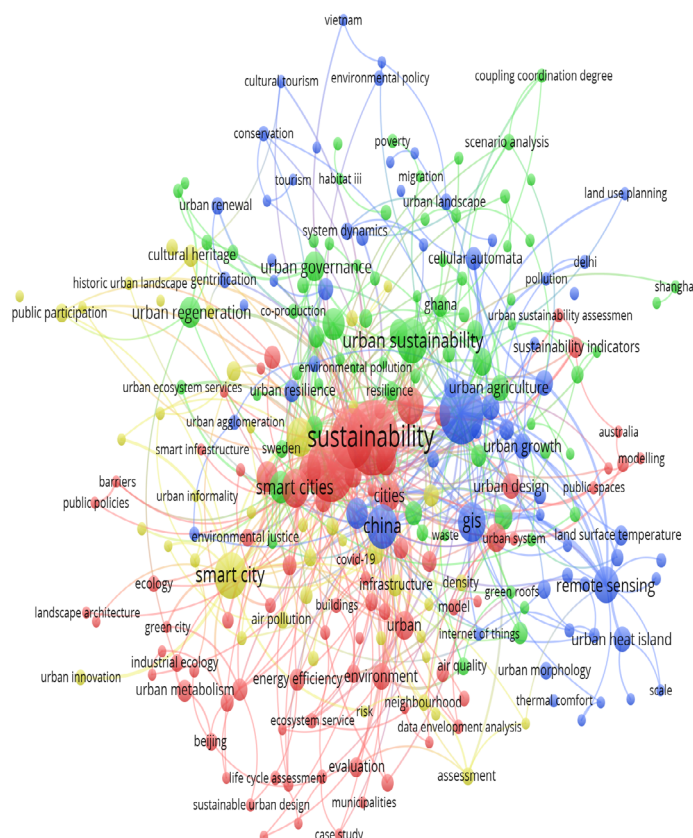 vietnam
coupling coordination degree
cultural tourism
environmental policy
conservation
poverty
scenario analysis
tourism
habitat iii
migration
urban landscape
land use planning
urban renewal
system dynamics
cultural heritage
urban governance
cellular automata
delhi
historic urban landscape
gentrification
pollution
shangha
public participation
urban regeneration
co-production
ghana
urban sustainability assessmen
urban sustainability
sustainability indicators
environmental pollution
urban ecosystem services
urban resilience
resilience
urban agriculture
urban agglomeration
australia
sustainability
smart infrastructure
sweden
urban growth
modelling
barriers
smart cities
urban design
public spaces
public policies
urban informality
cities
china
gis
environmental justice
waste
urban system
land surface temperature
covid-19
smart city
ecology
infrastructure
density
green roofs
remote sensing
landscape architecture
buildings
model
air pollution
green city
urban
internet of things
urban heat island
industrial ecology
air quality
urban innovation
urban metabolism
energy efficiency
environment
urban morphology
scale
risk
neighbourhood
thermal comfort
ecosystem service
data envelopment analysis
beijing
evaluation
life cycle assessment
assessment
sustainable urban design
municipalities
case study